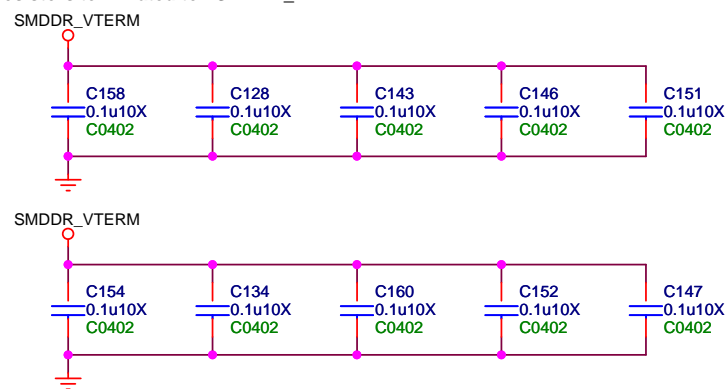 SMDDR_VTERM
C158 C128 C143 C146 C151
0.1u10X 0.1u10X 0.1u10X 0.1u10X 0.1u10X
C0402 C0402 C0402 C0402 C0402
SMDDR_VTERM
C154 C134 C160 C152 C147
0.1u10X 0.1u10X 0.1u10X 0.1u10X 0.1u10X
C0402 C0402 C0402 C0402 C0402